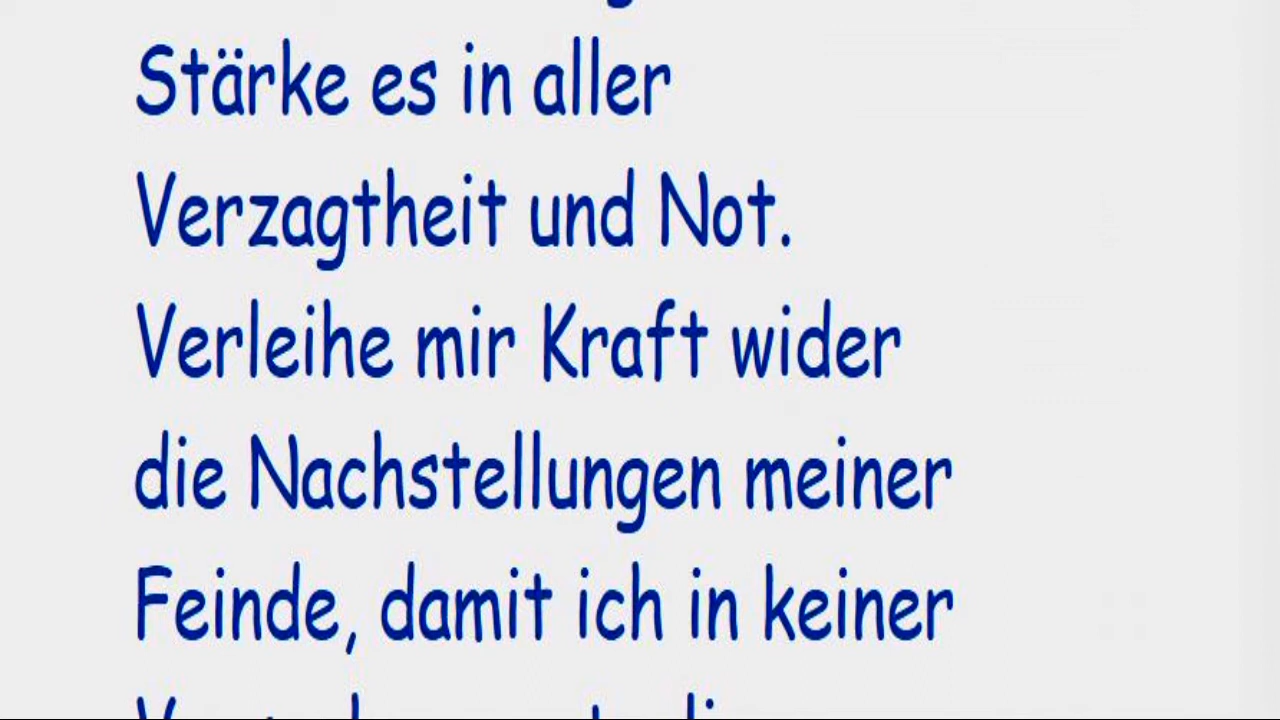 Stärke es in aller
Verzagtheit und Not.
Verleihe mir Kraft wider
die Nachstellungen meiner
Feinde, damit ich in keiner